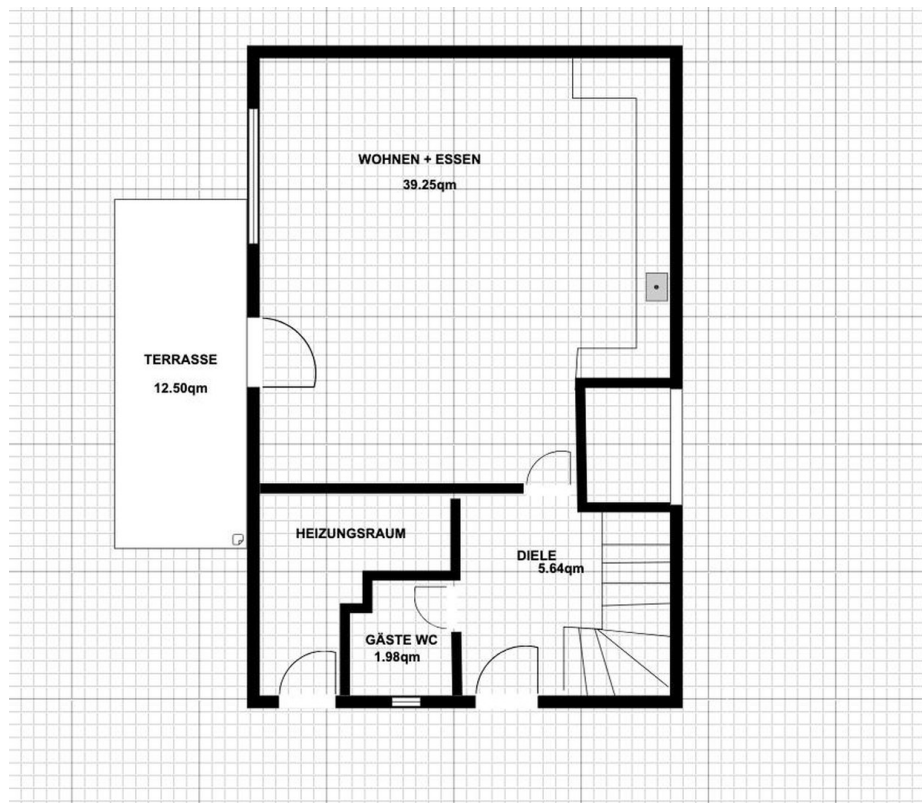 WOHNEN + ESSEN
39.25qm
TERRASSE
12.50qm
HEIZUNGSRAUM
DIELE
5.64qm
GÄSTE WC
1.98qm